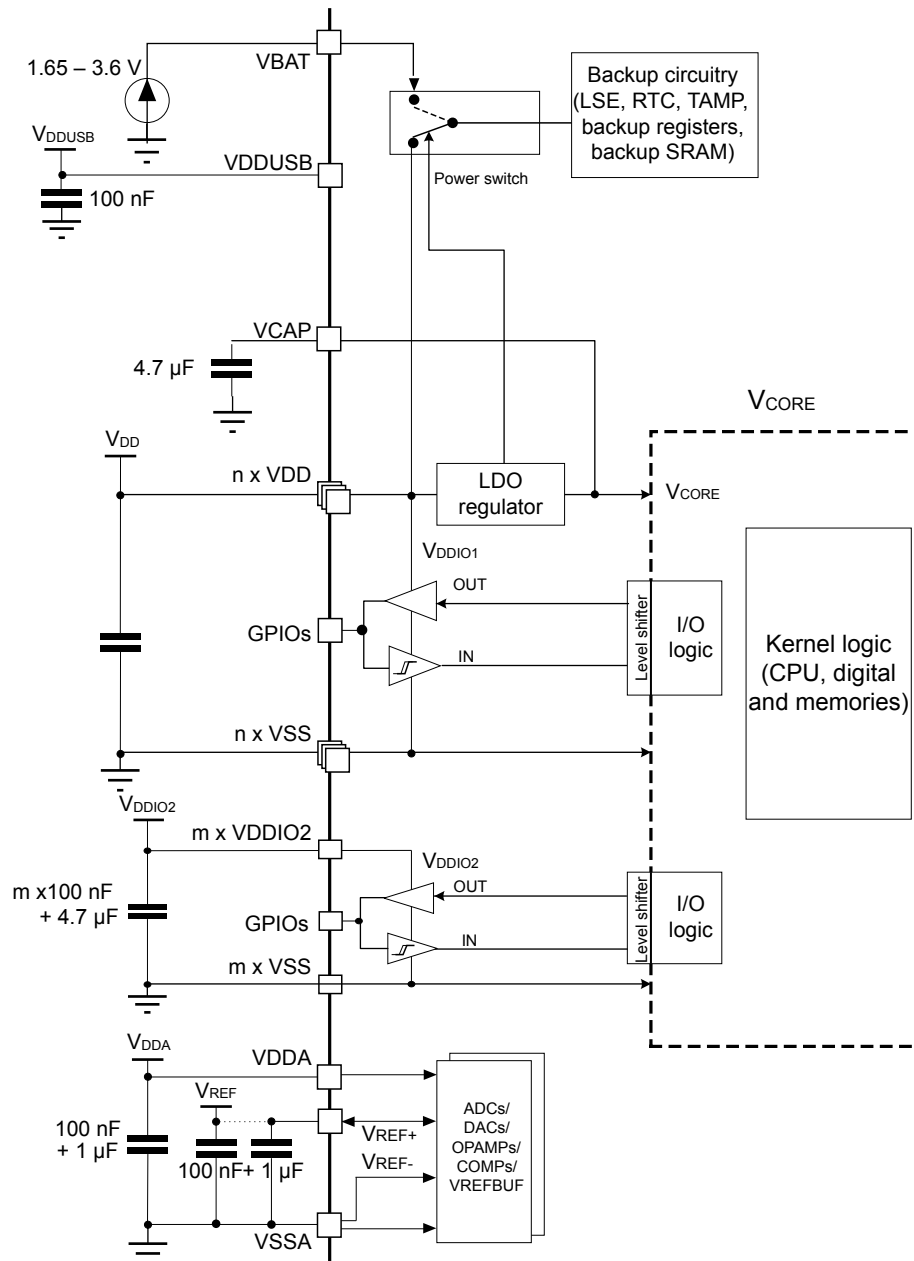 VBAT
1.65 – 3.6 V
Backup circuitry
(LSE, RTC, TAMP,
backup registers,
backup SRAM)
VDDUSB
VDDUSB
100 nF
Power switch
VCAP
4.7 µF
VCORE
VDD
n x VDD
LDO
regulator
VCORE
VDDIO1
OUT
GPIOs
IN
Level shifter
I/O
logic
Kernel logic
(CPU, digital
and memories)
n x VSS
VDDIO2
m x VDDIO2
VDDIO2
OUT
m x100 nF
+ 4.7 µF
GPIOs
IN
Level shifter
I/O
logic
m x VSS
VDDA
VDDA
VREF
100 nF
+ 1 µF
100 nF+ 1 µF
VREF+
VREF-
ADCs/
DACs/
OPAMPs/
COMPs/
VREFBUF
VSSA